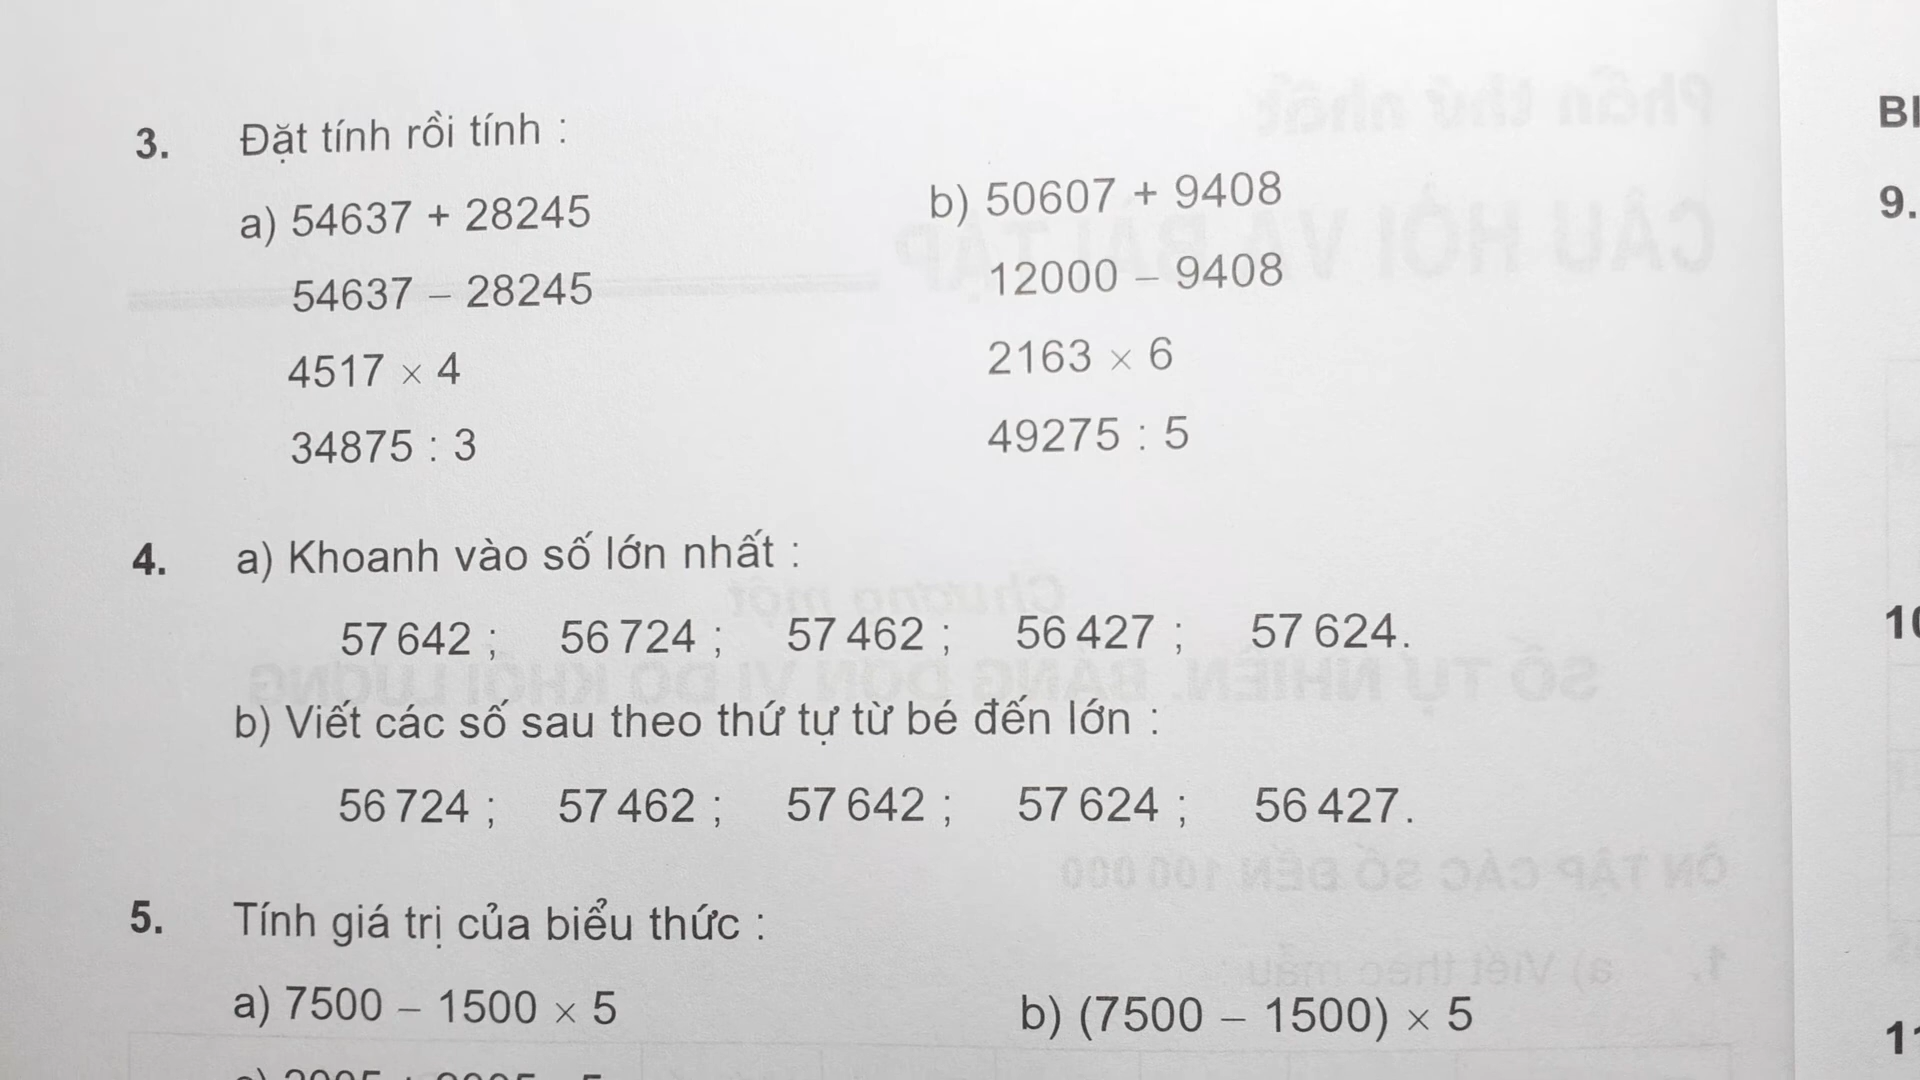 3. Đặt tính rồi tính :
a) 54637 + 28245 b) 50607 + 9408
54637 – 28245 12000 – 9408
4517 × 4 2163 × 6
34875 : 3 49275 : 5
4. a) Khoanh vào số lớn nhất :
57 642 ; 56 724 ; 57 462 ; 56 427 ; 57 624.
b) Viết các số sau theo thứ tự từ bé đến lớn :
56 724 ; 57 462 ; 57 642 ; 57 624 ; 56 427.
5. Tính giá trị của biểu thức :
a) 7500 – 1500 × 5 b) (7500 – 1500) × 5
9.